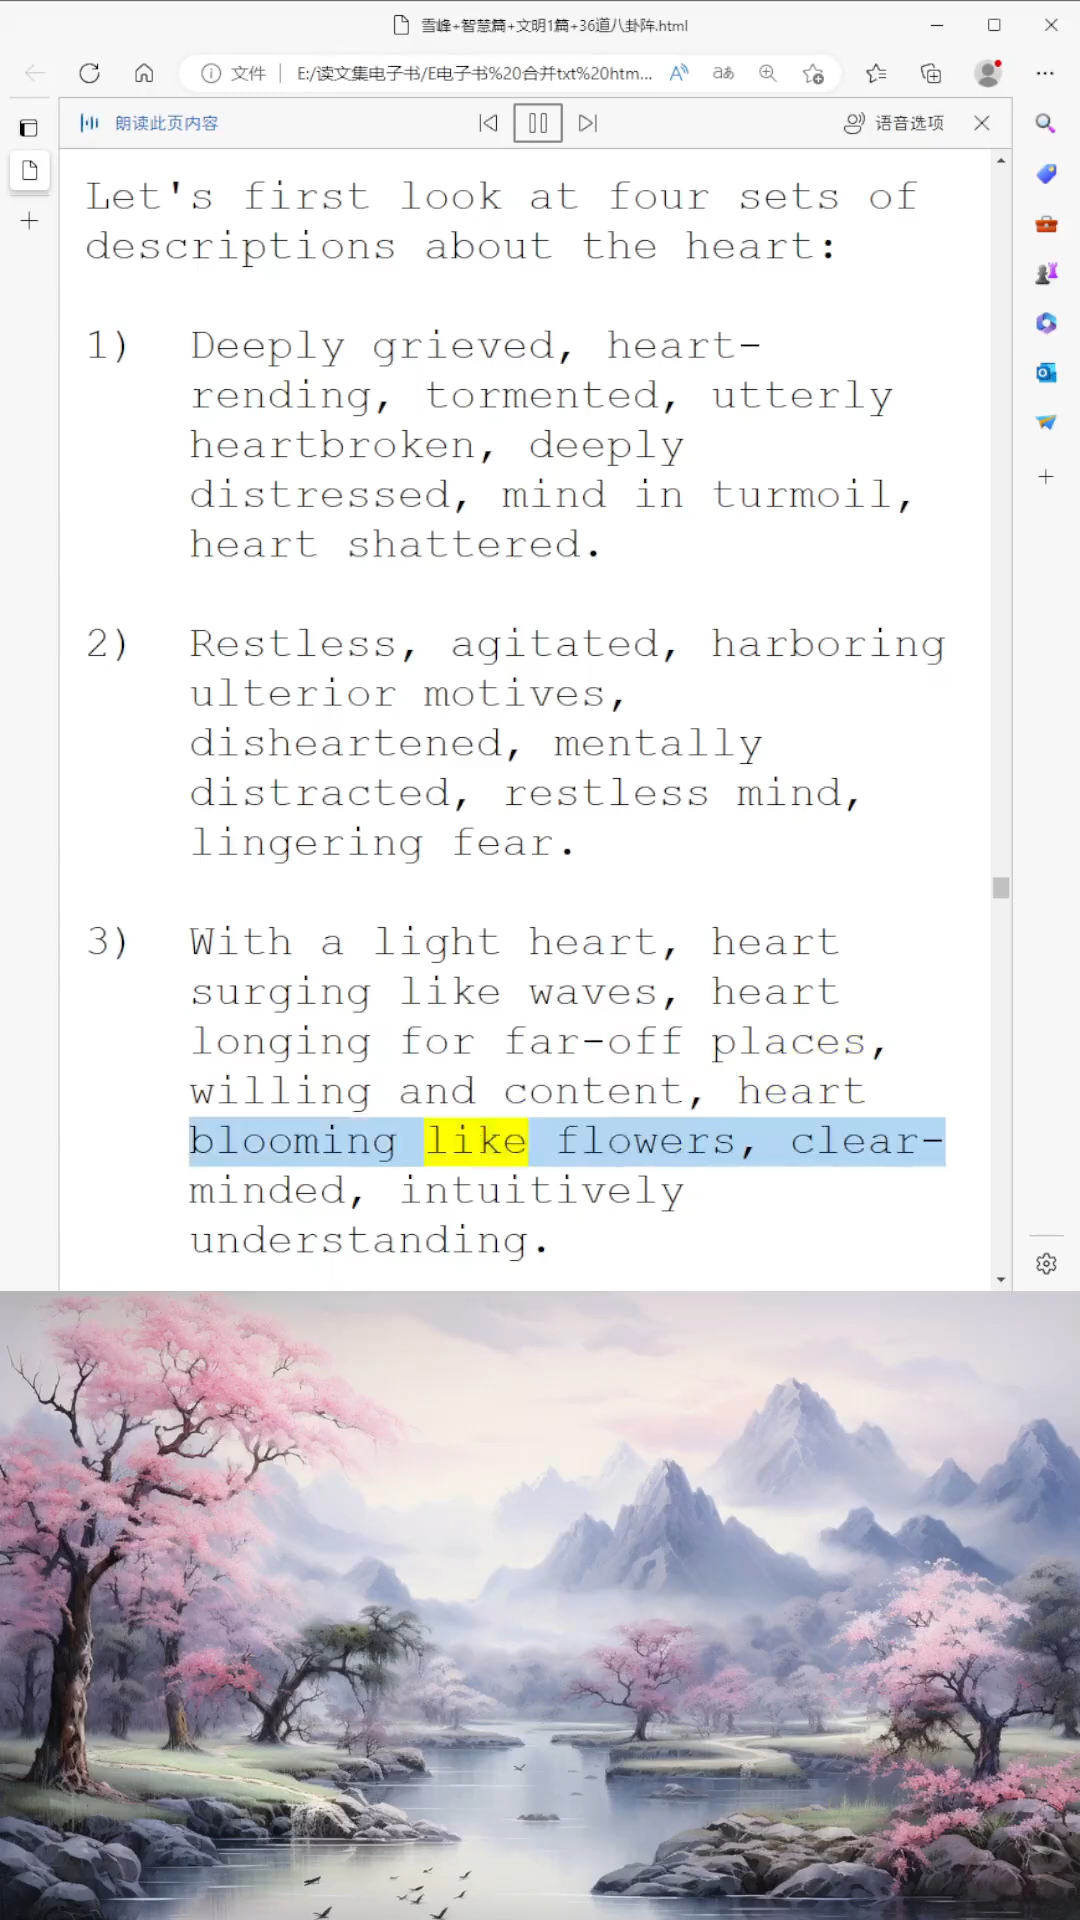 雪峰+智慧篇+文明1篇+36道八卦阵.html
文件 E:/读文集电子书/E电子书%20合并txt%20htm...
朗读此页内容
语音选项
Let's first look at four sets of
descriptions about the heart:
1) Deeply grieved, heart-
rending, tormented, utterly
heartbroken, deeply
distressed, mind in turmoil,
heart shattered.
2) Restless, agitated, harboring
ulterior motives,
disheartened, mentally
distracted, restless mind,
lingering fear.
3) With a light heart, heart
surging like waves, heart
longing for far-off places,
willing and content, heart
blooming like flowers, clear-
minded, intuitively
understanding.